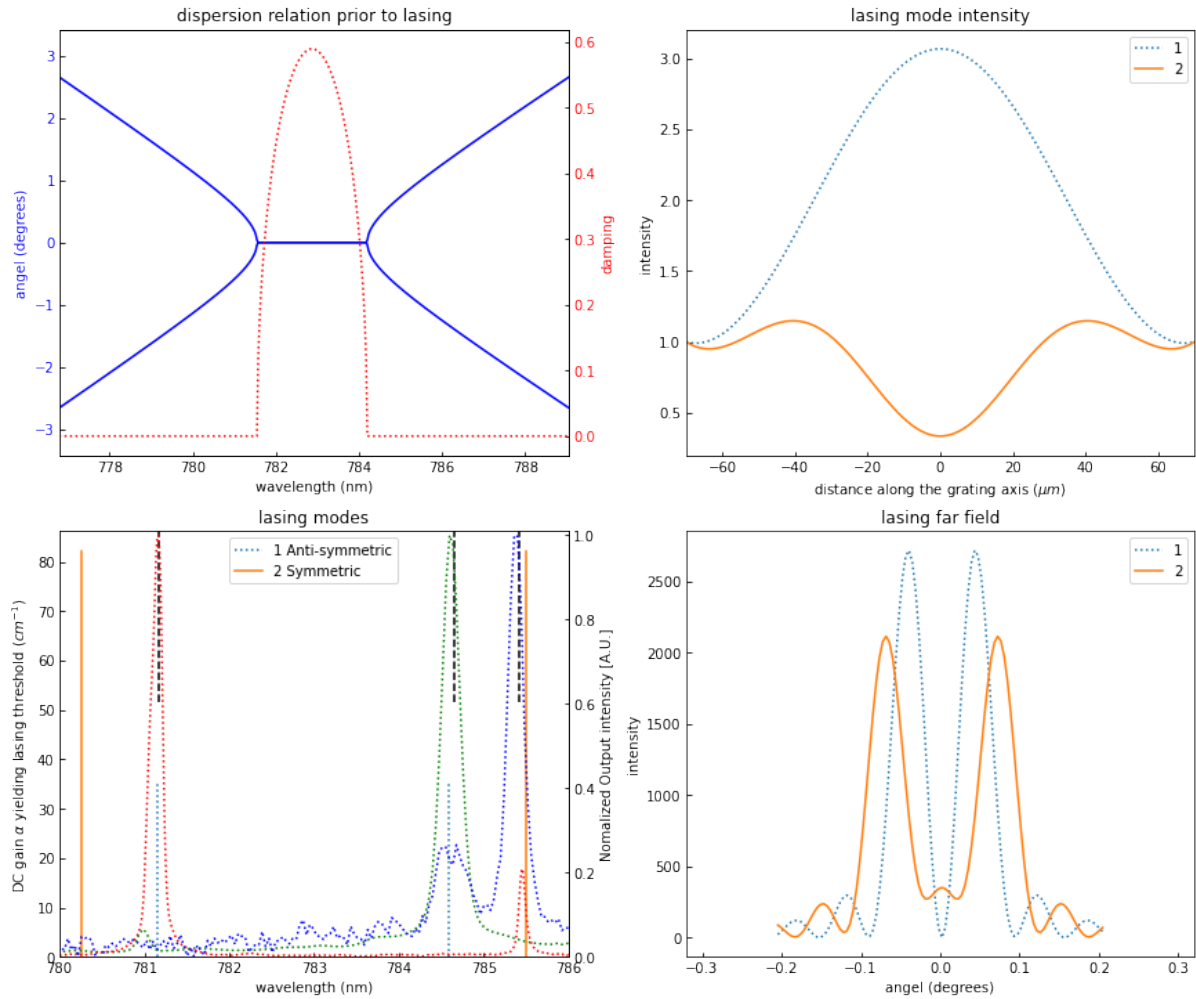 dispersion relation prior to lasing
3
2
1
0
−1
−2
−3
angel (degrees)
0.6
0.5
0.4
0.3
0.2
0.1
0.0
damping
778 780 782 784 786 788
wavelength (nm)
lasing mode intensity
1
2
3.0
2.5
2.0
1.5
1.0
0.5
intensity
−60 −40 −20 0 20 40 60
distance along the grating axis (μm)
lasing modes
1 Anti-symmetric
2 Symmetric
80
70
60
50
40
30
20
10
0
DC gain α yielding lasing threshold (cm⁻¹)
1.0
0.8
0.6
0.4
0.2
0.0
Nomalized Output intensity [A.U.]
780 781 782 783 784 785 786
wavelength (nm)
lasing far field
1
2
2500
2000
1500
1000
500
0
intensity
−0.3 −0.2 −0.1 0.0 0.1 0.2 0.3
angel (degrees)